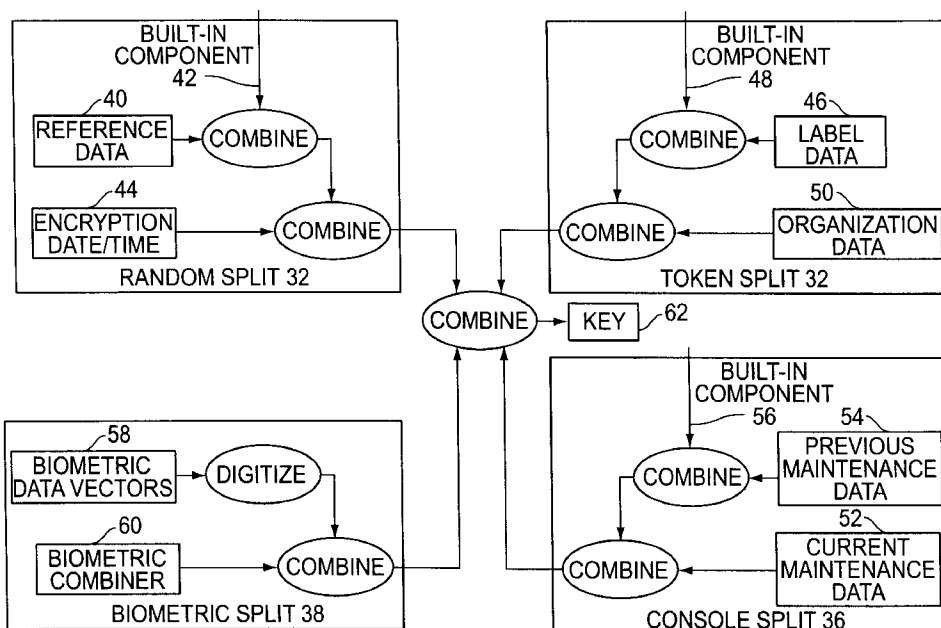 BUILT-IN
COMPONENT
42
40
REFERENCE
DATA
COMBINE
44
ENCRYPTION
DATE/TIME
COMBINE
RANDOM SPLIT 32
BUILT-IN
COMPONENT
48
46
LABEL
DATA
COMBINE
50
ORGANIZATION
DATA
COMBINE
TOKEN SPLIT 32
COMBINE
KEY
62
58
BIOMETRIC
DATA VECTORS
DIGITIZE
60
BIOMETRIC
COMBINER
COMBINE
BIOMETRIC SPLIT 38
BUILT-IN
COMPONENT
56
54
PREVIOUS
MAINTENANCE
DATA
COMBINE
52
CURRENT
MAINTENANCE
DATA
COMBINE
CONSOLE SPLIT 36